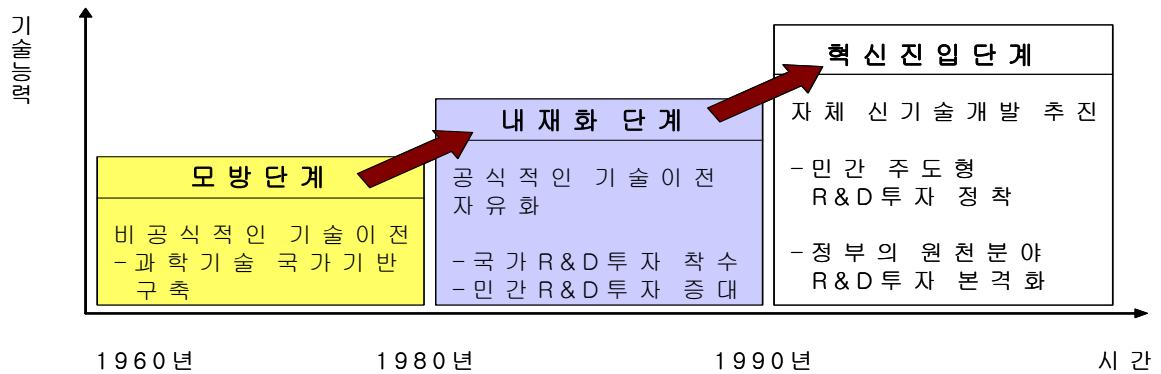 기술능력
모방단계
비공식적인 기술이전
-과학기술 국가기반
구축
내재화 단계
공식적인 기술이전
자유화
-국가R&D투자 착수
-민간R&D투자 증대
혁신진입단계
자체 신기술개발 추진
-민간 주도형
R&D투자 정착
-정부의 원천분야
R&D투자 본격화
1960년
1980년
1990년
시간